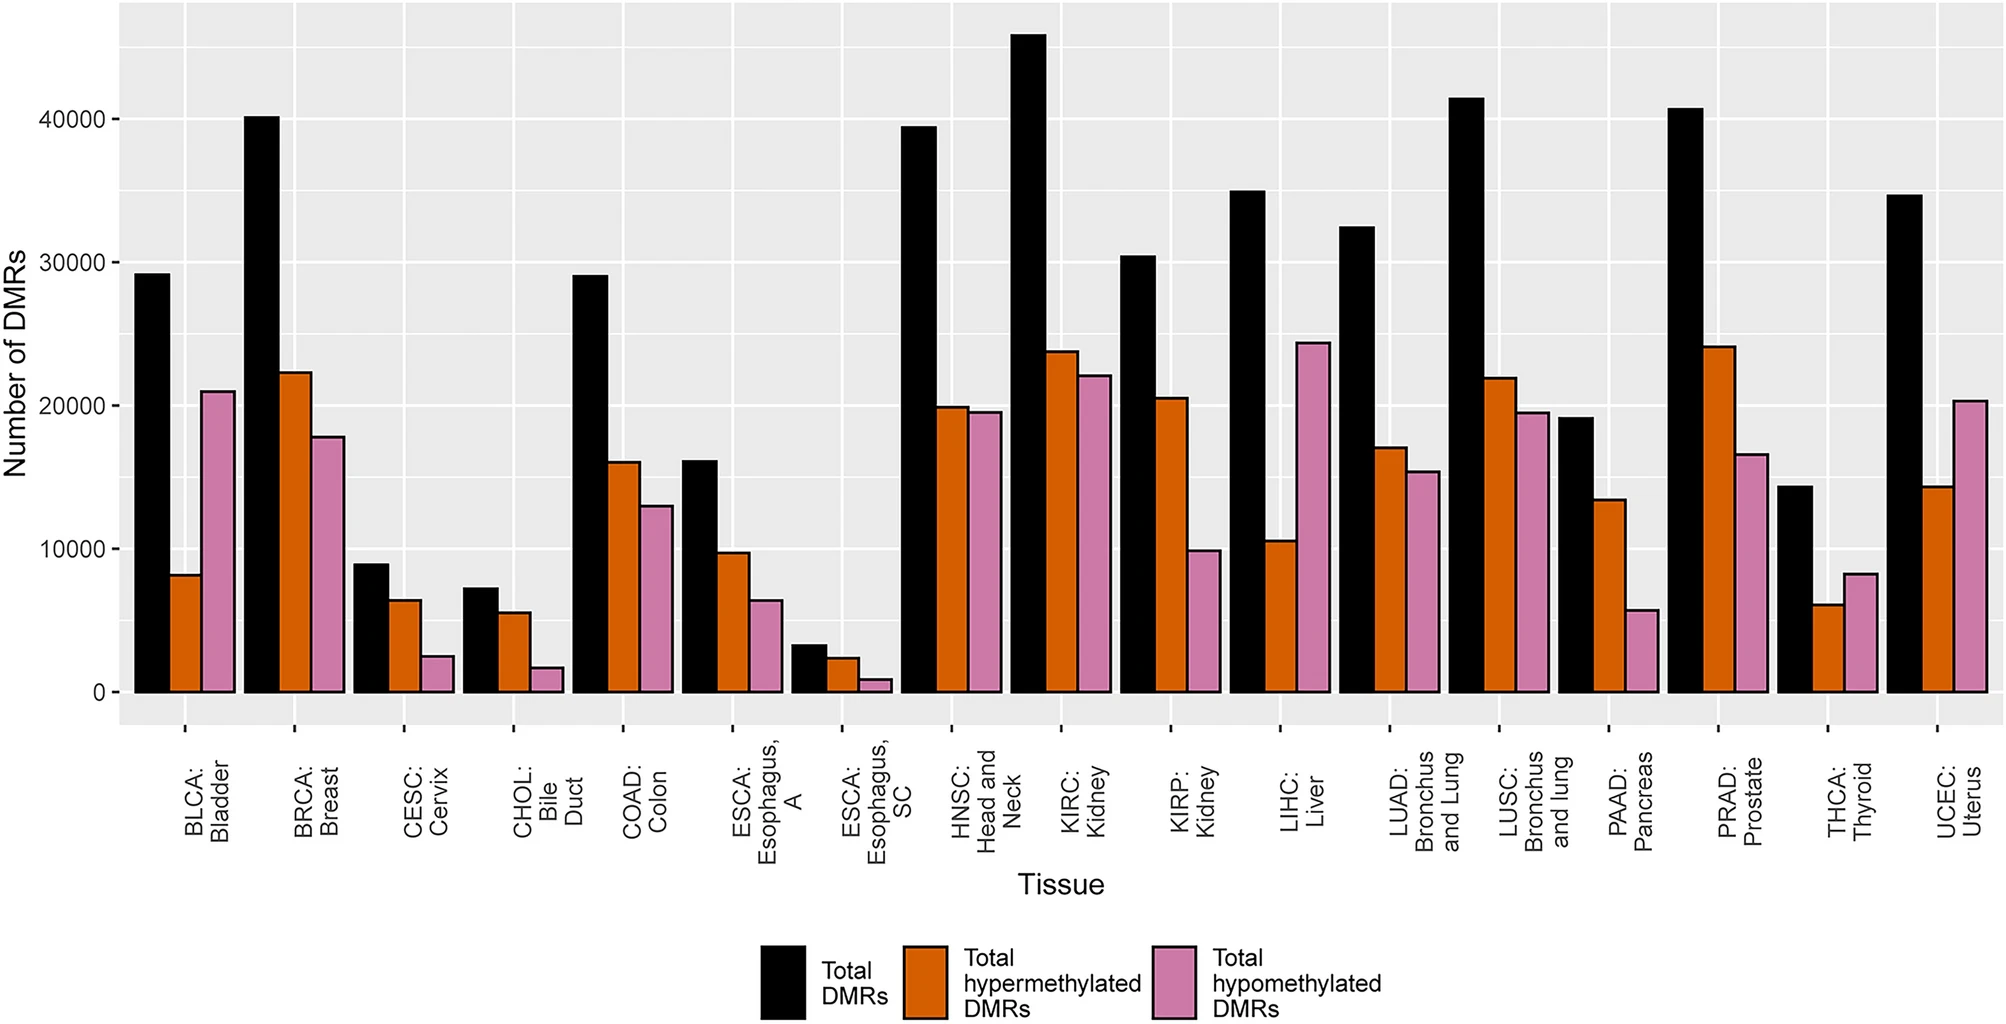 Number of DMRs
40000
30000
20000
10000
0
BLCA:
Bladder
BRCA:
Breast
CESC:
Cervix
CHOL:
Bile
Duct
COAD:
Colon
ESCA:
Esophagus,
A
ESCA:
Esophagus,
SC
HNSC:
Head and
Neck
KIRC:
Kidney
KIRP:
Kidney
LIHC:
Liver
LUAD:
Bronchus
and Lung
LUSC:
Bronchus
and lung
PAAD:
Pancreas
PRAD:
Prostate
THCA:
Thyroid
UCEC:
Uterus
Tissue
Total
DMRs
Total
hypermethylated
DMRs
Total
hypomethylated
DMRs